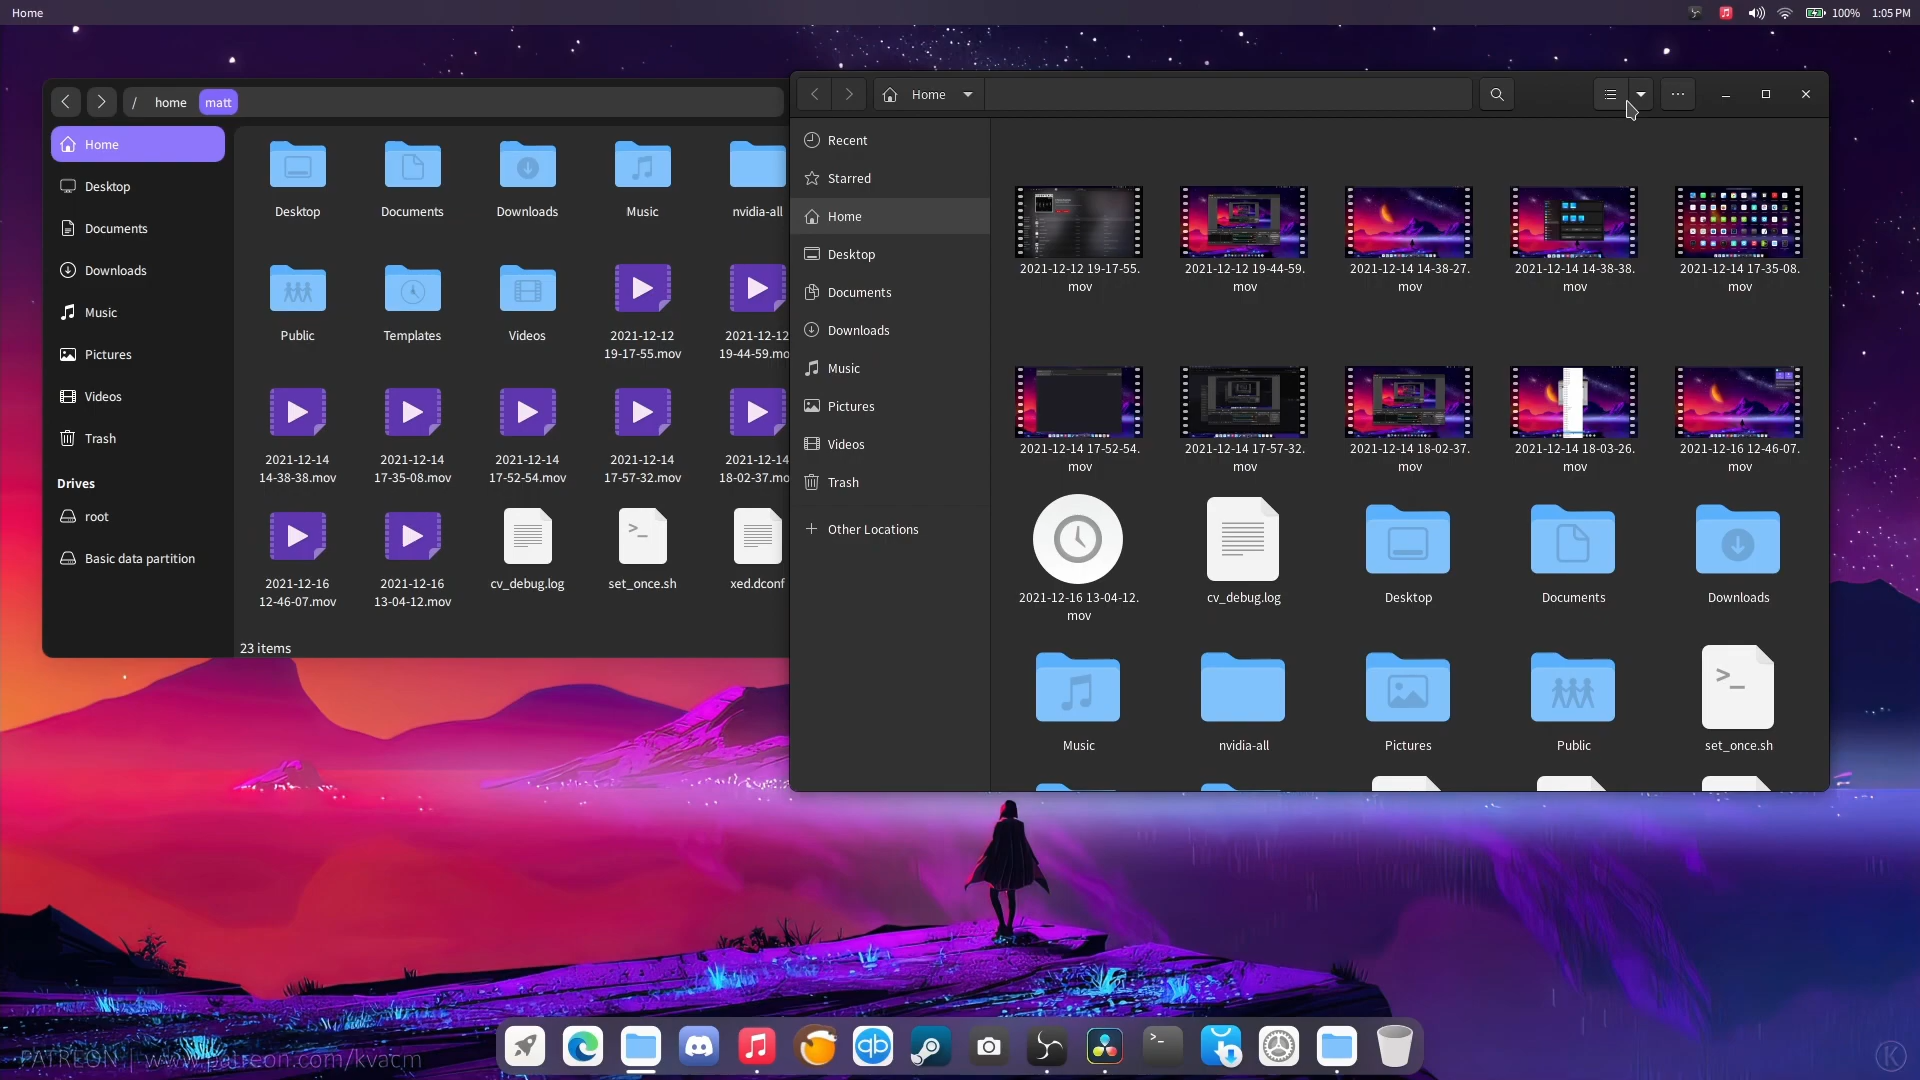 Home
100%
1:05 PM
/ home matt
Home
Desktop
Documents
Downloads
Music
Pictures
Videos
Trash
Drives
root
Basic data partition
Desktop
Documents
Downloads
Music
nvidia-all
Public
Templates
Videos
2021-12-12
19-17-55.mov
2021-12-12
19-44-59.mo
2021-12-14
14-38-38.mov
2021-12-14
17-35-08.mov
2021-12-14
17-52-54.mov
2021-12-14
17-57-32.mov
2021-12-14
18-02-37.mo
2021-12-16
12-46-07.mov
2021-12-16
13-04-12.mov
cv_debug.log
set_once.sh
xed.dconf
23 items
Home
Recent
Starred
Home
Desktop
Documents
Downloads
Music
Pictures
Videos
Trash
Other Locations
2021-12-12 19-17-55.
mov
2021-12-12 19-44-59.
mov
2021-12-14 14-38-27.
mov
2021-12-14 14-38-38.
mov
2021-12-14 17-35-08.
mov
2021-12-14 17-52-54.
mov
2021-12-14 17-57-32.
mov
2021-12-14 18-02-37.
mov
2021-12-14 18-03-26.
mov
2021-12-16 12-46-07.
mov
2021-12-16 13-04-12.
mov
cv_debug.log
Desktop
Documents
Downloads
Music
nvidia-all
Pictures
Public
set_once.sh
PATREON | www.patreon.com/kvacm
qb
K